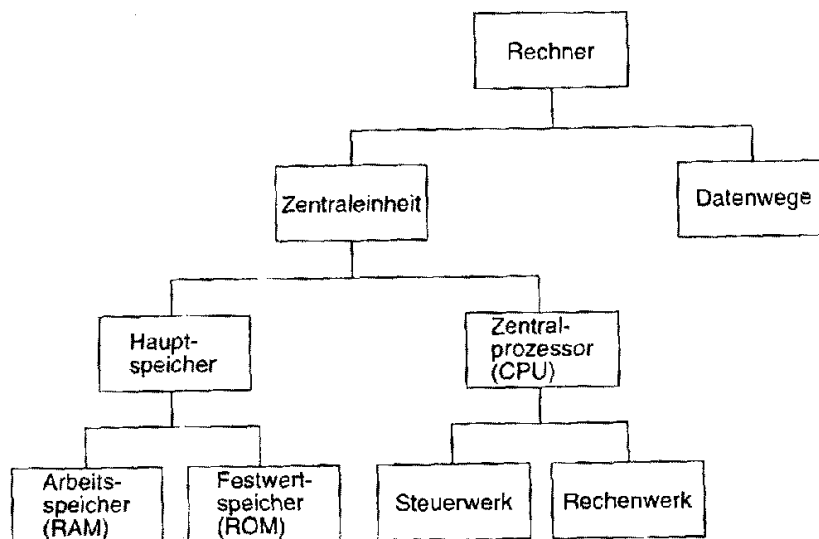 Rechner
Zentraleinheit
Datenwege
Haupt-
speicher
Zentral-
prozessor
(CPU)
Arbeits-
speicher
(RAM)
Festwert-
speicher
(ROM)
Steuerwerk
Rechenwerk